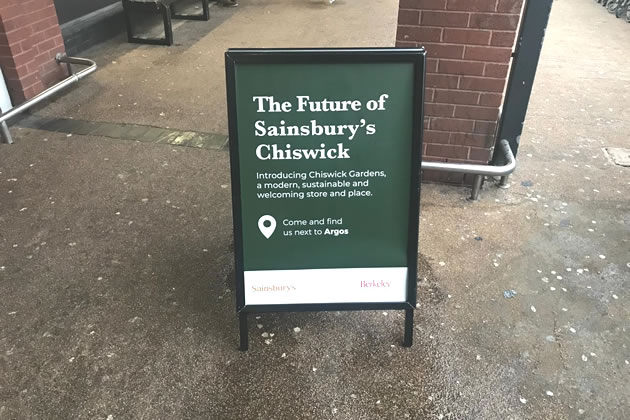 The Future of
Sainsbury's
Chiswick
Introducing Chiswick Gardens,
a modern, sustainable and
welcoming store and place.
Come and find
us next to Argos
Sainsbury's
Berkeley